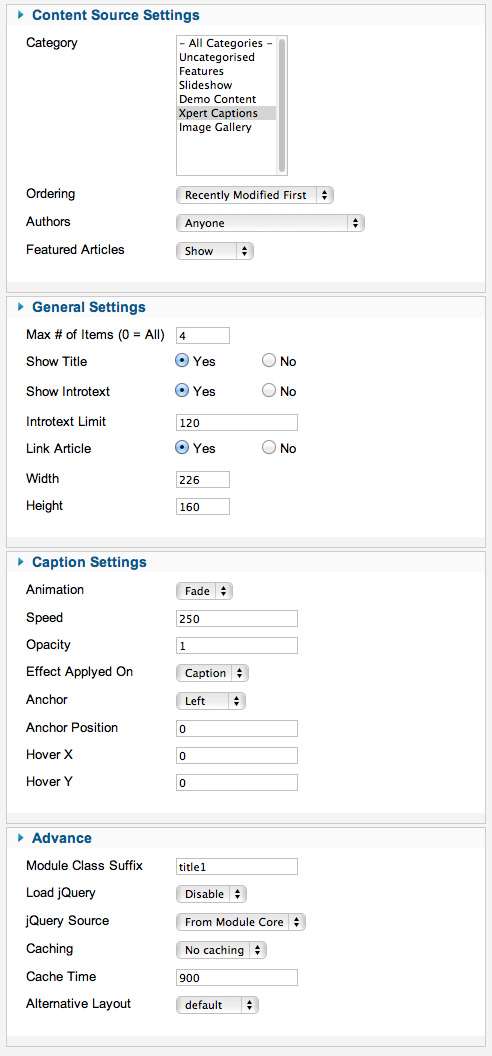 Content Source Settings
Category
- All Categories -
Uncategorised
Features
Slideshow
Demo Content
Xpert Captions
Image Gallery
Ordering Recently Modified First
Authors Anyone
Featured Articles Show
General Settings
Max # of Items (0 = All) 4
Show Title Yes No
Show Introtext Yes No
Introtext Limit 120
Link Article Yes No
Width 226
Height 160
Caption Settings
Animation Fade
Speed 250
Opacity 1
Effect Applyed On Caption
Anchor Left
Anchor Position 0
Hover X 0
Hover Y 0
Advance
Module Class Suffix title1
Load jQuery Disable
jQuery Source From Module Core
Caching No caching
Cache Time 900
Alternative Layout default